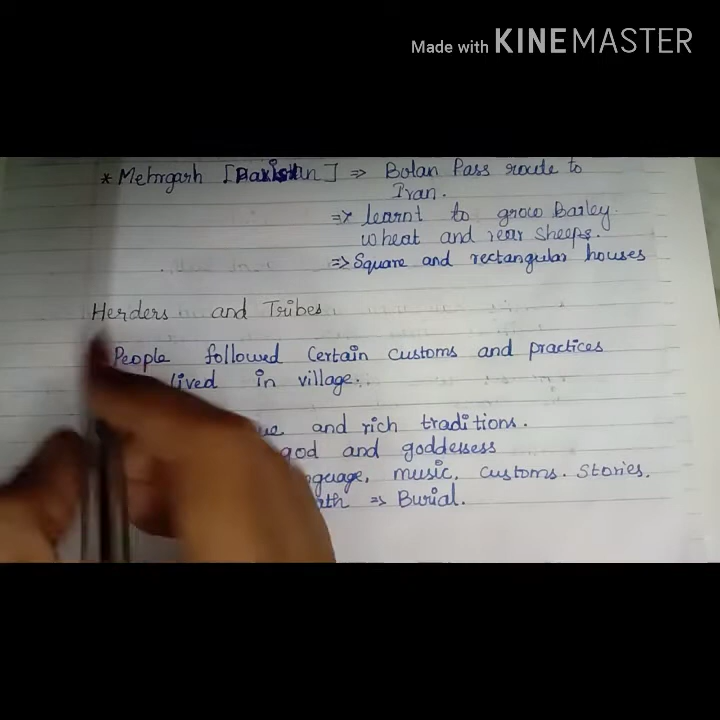 Made with KINEMASTER
* Mehrgarh [Pakistan] => Bolan Pass route to
Iran.
=> learnt to grow Barley.
wheat and rear sheeps.
=> Square and rectangular houses
Herders and Tribes
People followed Certain customs and practices
lived in village.
and rich traditions.
god and goddessess
music, customs. Stories.
=> Burial.